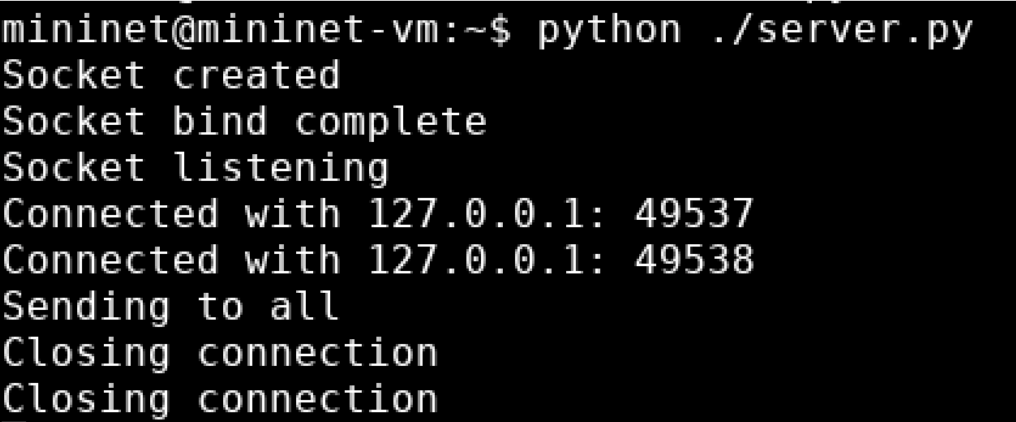 mininet@mininet-vm:~$ python ./server.py
Socket created
Socket bind complete
Socket listening
Connected with 127.0.0.1: 49537
Connected with 127.0.0.1: 49538
Sending to all
Closing connection
Closing connection